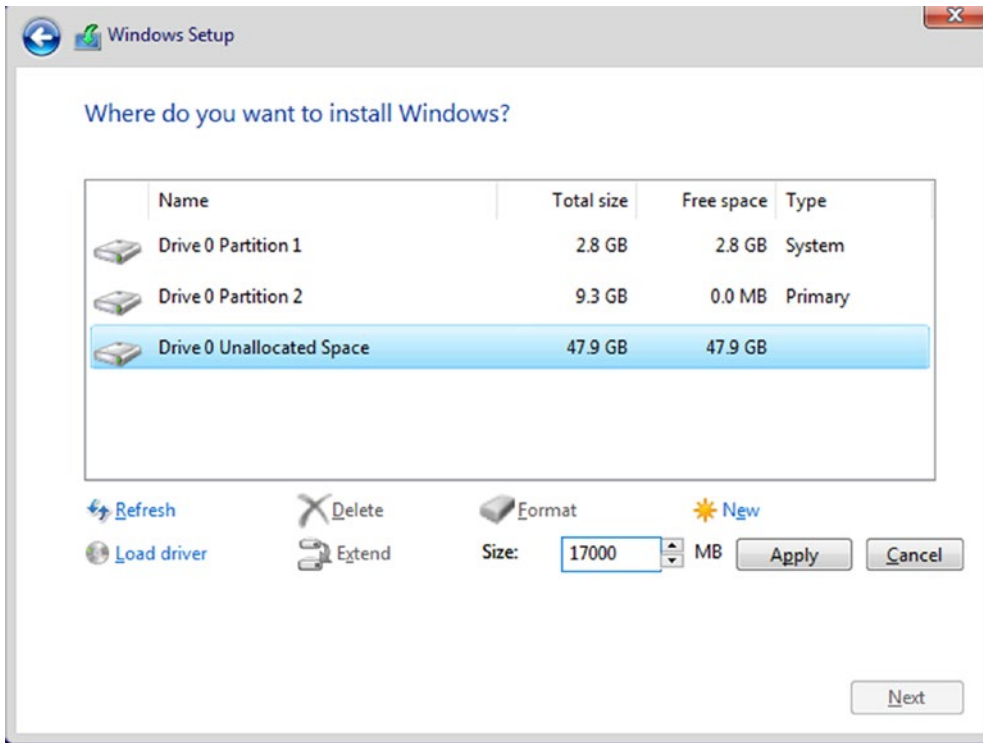 Windows Setup
Where do you want to install Windows?
Name Total size Free space Type
Drive 0 Partition 1 2.8 GB 2.8 GB System
Drive 0 Partition 2 9.3 GB 0.0 MB Primary
Drive 0 Unallocated Space 47.9 GB 47.9 GB
Refresh Delete Format New
Load driver Extend Size: 17000 MB Apply Cancel
Next